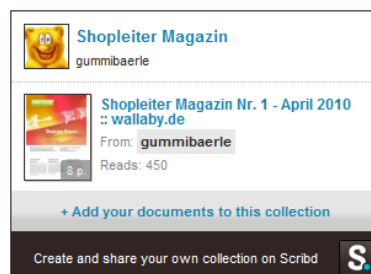 Shopleiter Magazin
gummibaerle
Shopleiter Magazin Nr. 1 - April 2010
:: wallaby.de
From: gummibaerle
8 p.
Reads: 450
+ Add your documents to this collection
Create and share your own collection on Scribd
S.